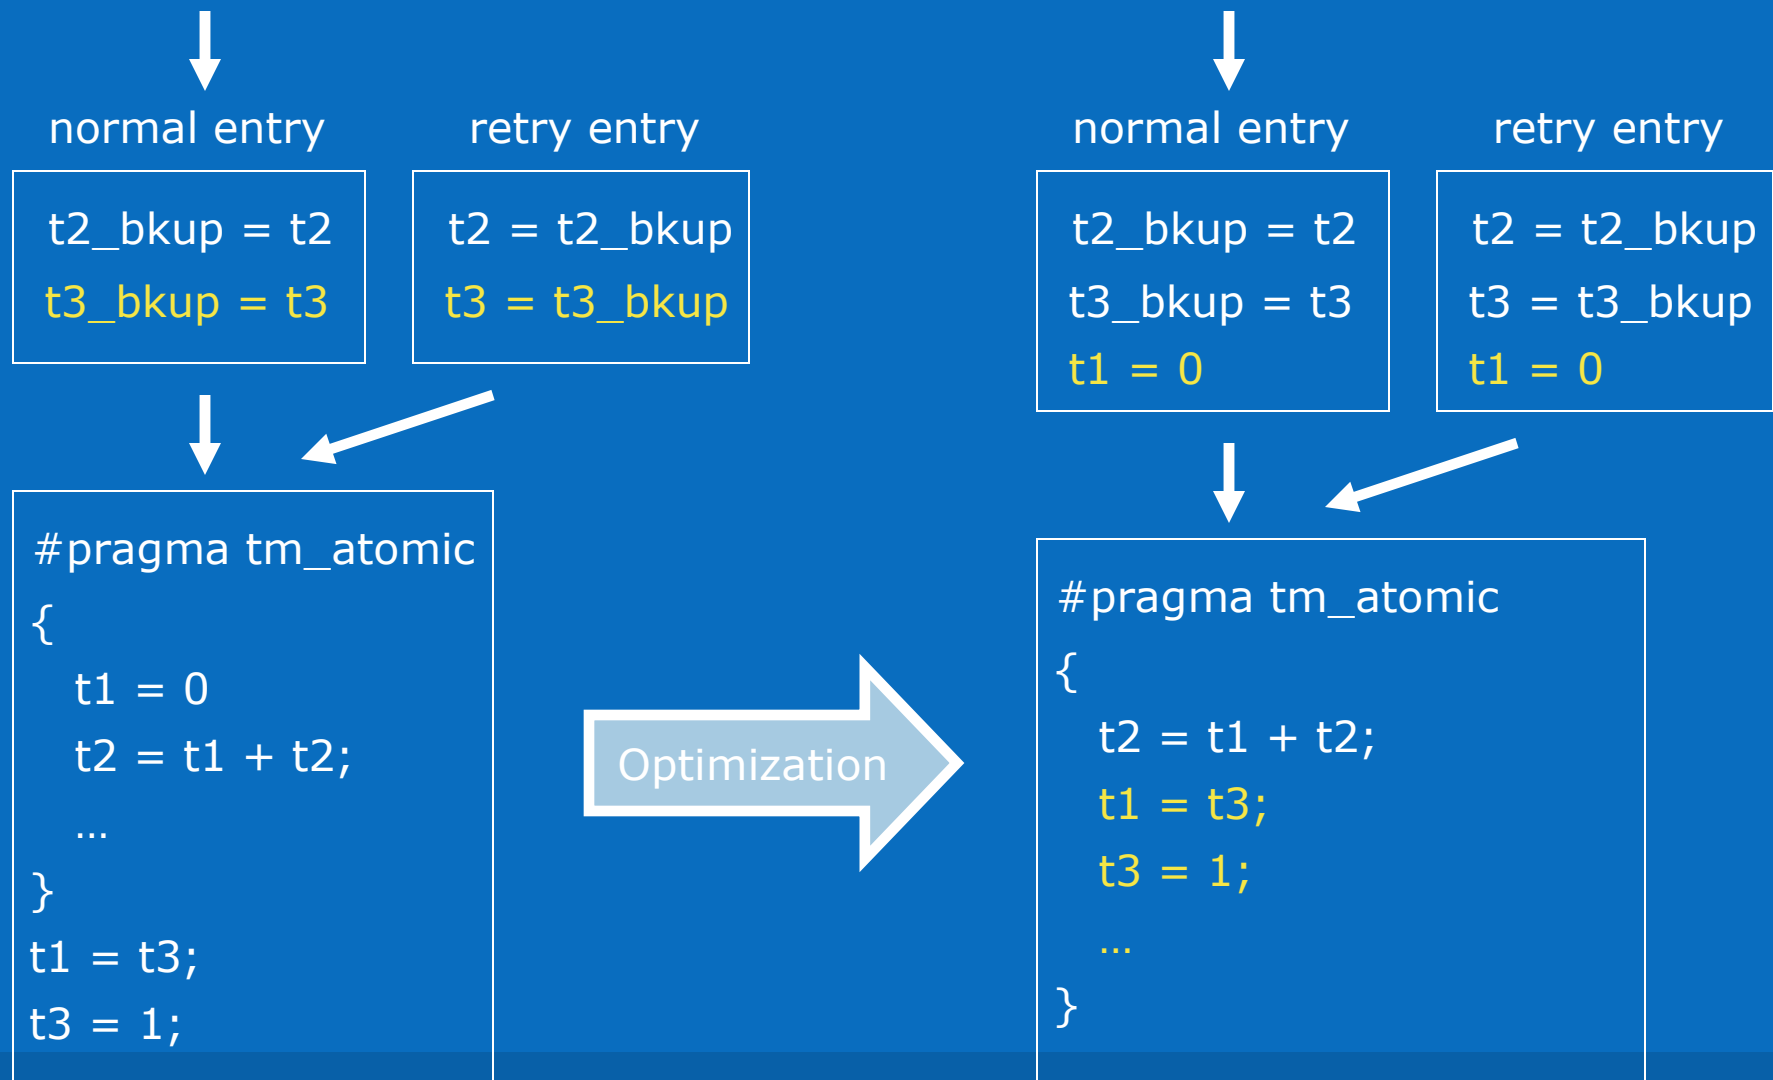 normal entry
retry entry
t2_bkup = t2
t3_bkup = t3
t2 = t2_bkup
t3 = t3_bkup
#pragma tm_atomic
{
t1 = 0
t2 = t1 + t2;
…
}
t1 = t3;
t3 = 1;
Optimization
normal entry
retry entry
t2_bkup = t2
t3_bkup = t3
t1 = 0
t2 = t2_bkup
t3 = t3_bkup
t1 = 0
#pragma tm_atomic
{
t2 = t1 + t2;
t1 = t3;
t3 = 1;
…
}